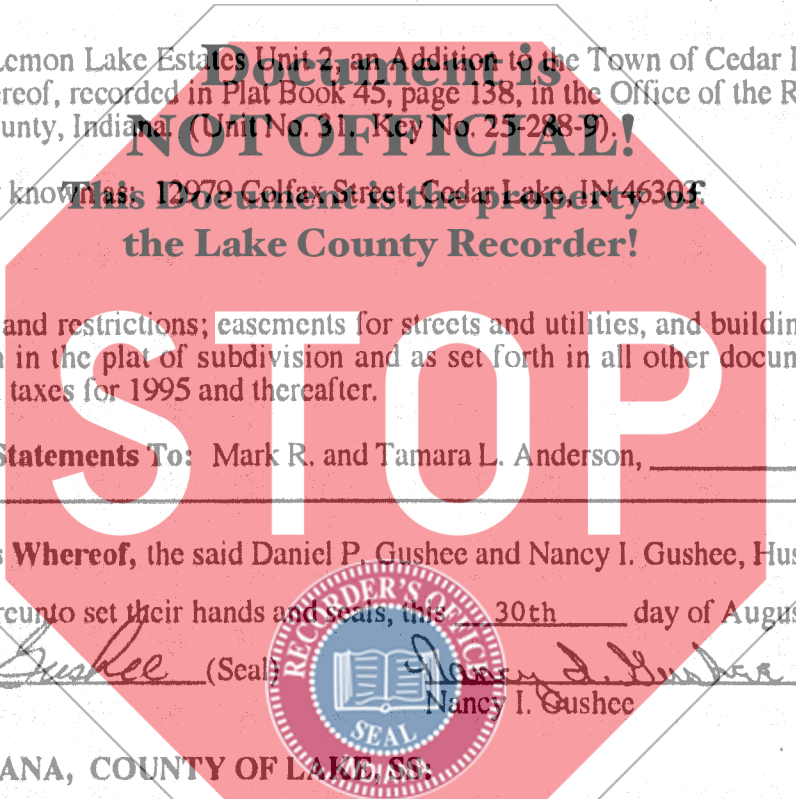 Lemon Lake Estates Unit 2, an Addition to the Town of Cedar
Document is
ereof, recorded in Plat Book 45, page 138, in the Office of the R
ounty, Indiana. (Unit No. 31. Key No. 25-288-9).
NOT OFFICIAL!
known as: 12979 Colfax Street, Cedar Lake, IN 46303.
This Document is the property of
the Lake County Recorder!
and restrictions; easements for streets and utilities, and buildin
in the plat of subdivision and as set forth in all other docum
taxes for 1995 and thereafter.
STOP
Statements To: Mark R. and Tamara L. Anderson,
s Whereof, the said Daniel P. Gushee and Nancy I. Gushee, Hus
reunto set their hands and seals, this 30th day of Augus
RECORDER'S OFFICE
Gushee (Seal) Nancy I. Gushee
Nancy I. Gushee
SEAL
ANA, COUNTY OF LAKE, SS: